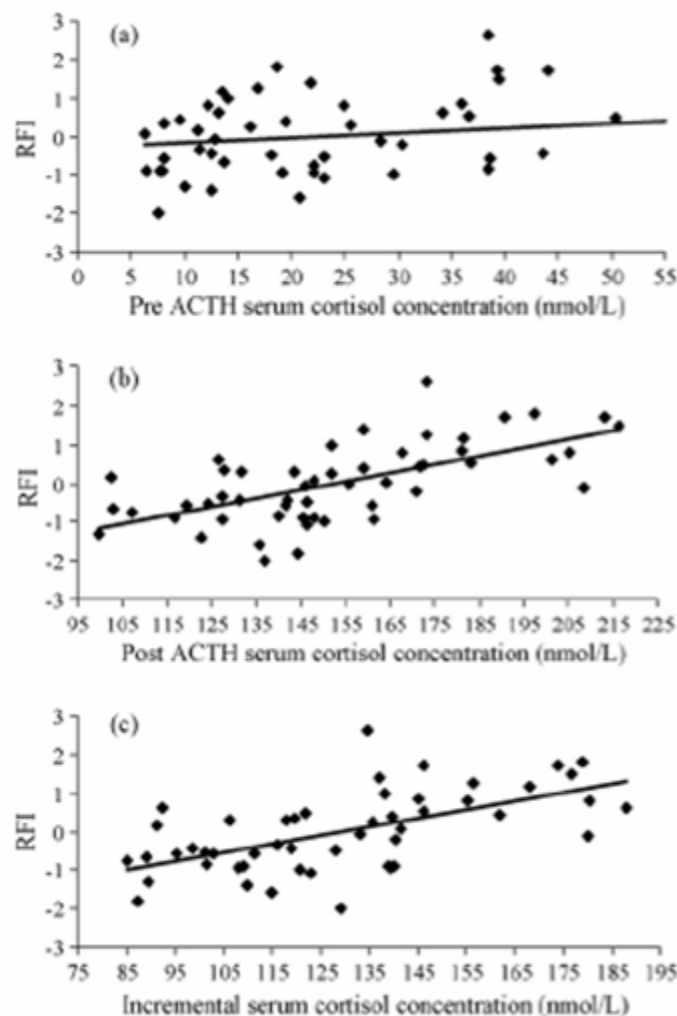 (a)
3
2
1
0
-1
-2
-3
RFI
0 5 10 15 20 25 30 35 40 45 50 55
Pre ACTH serum cortisol concentration (nmol/L)
(b)
3
2
1
0
-1
-2
-3
RFI
95 105 115 125 135 145 155 165 175 185 195 205 215 225
Post ACTH serum cortisol concentration (nmol/L)
(c)
3
2
1
0
-1
-2
-3
RFI
75 85 95 105 115 125 135 145 155 165 175 185 195
Incremental serum cortisol concentration (nmol/L)